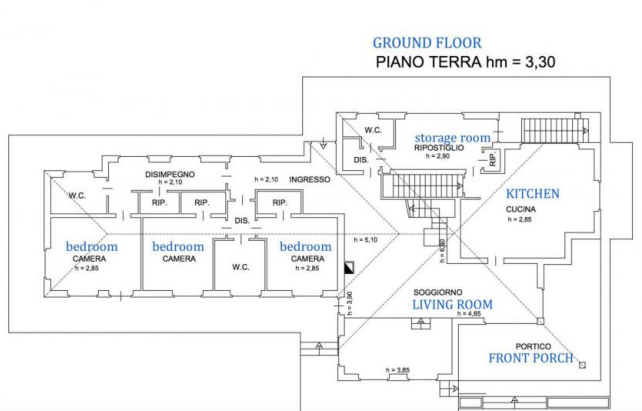 GROUND FLOOR
PIANO TERRA hm = 3,30
W.C.
storage room
RIPOSTIGLIO
h = 2,90
DIS.
RIP.
DISIMPEGNO
h = 2,10
h = 2,10
INGRESSO
W.C.
RIP.
RIP.
RIP.
DIS.
KITCHEN
CUCINA
h = 2,85
bedroom
CAMERA
h = 2,85
bedroom
CAMERA
W.C.
bedroom
CAMERA
h = 2,85
h = 5,10
h = 3,90
SOGGIORNO
LIVING ROOM
h = 4,65
PORTICO
FRONT PORCH
h = 3,85